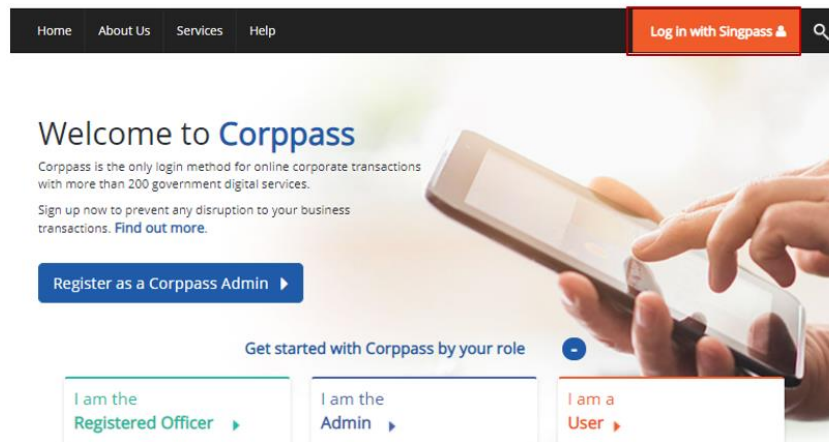 Home About Us Services Help Log in with Singpass
Welcome to Corppass
Corppass is the only login method for online corporate transactions
with more than 200 government digital services.
Sign up now to prevent any disruption to your business
transactions. Find out more.
Register as a Corppass Admin
Get started with Corppass by your role
I am the
Registered Officer
I am the
Admin
I am a
User